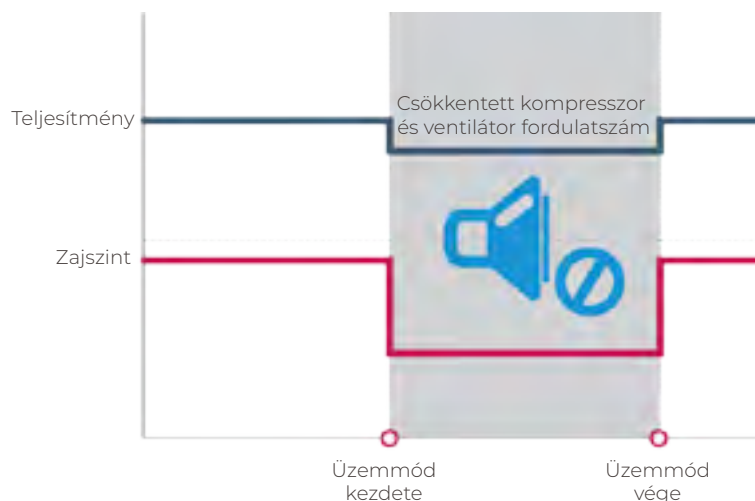 Teljesítmény
Csökkentett kompresszor
és ventilátor fordulatszám
Zajszint
Üzemmód
kezdete
Üzemmód
vége